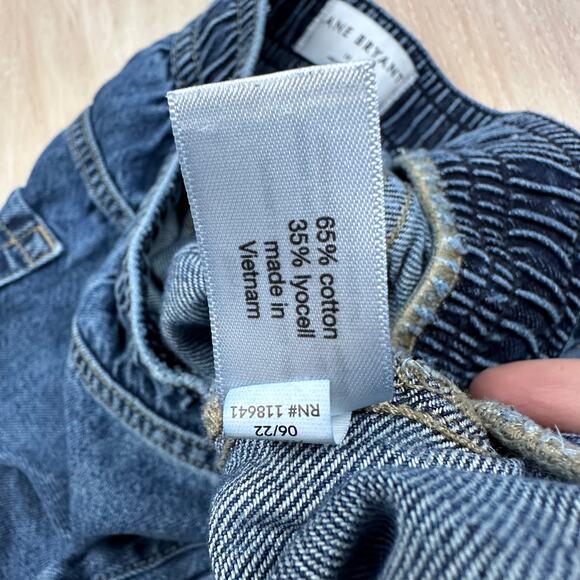 LANE BRYANT
65% cotton
35% lyocell
made in
Vietnam
RN# 118641
06/22